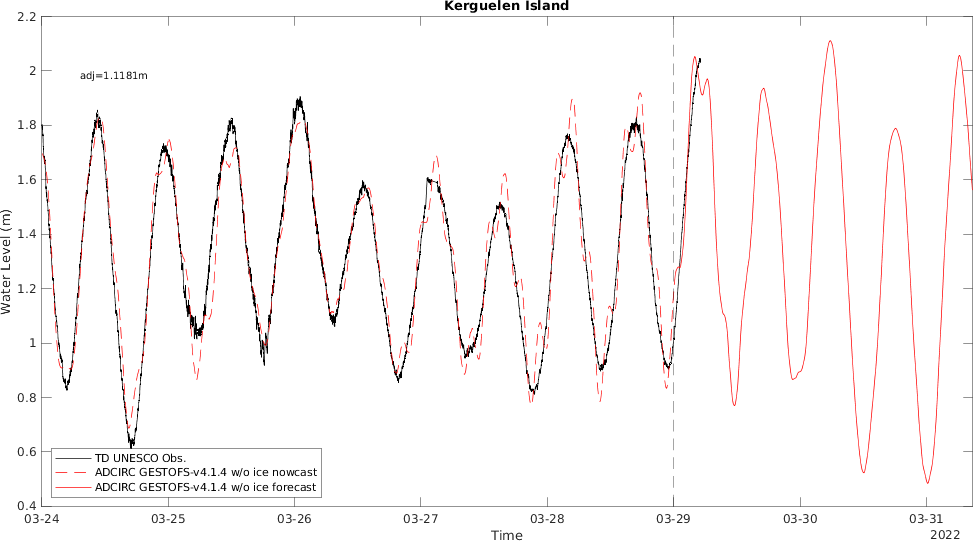 Kerguelen Island
2.2
2
1.8
1.6
1.4
1.2
1
0.8
0.6
0.4
Water Level (m)
adj=1.1181m
TD UNESCO Obs.
ADCIRC GESTOFS-v4.1.4 w/o ice nowcast
ADCIRC GESTOFS-v4.1.4 w/o ice forecast
03-24 03-25 03-26 03-27 03-28 03-29 03-30 03-31
Time
2022